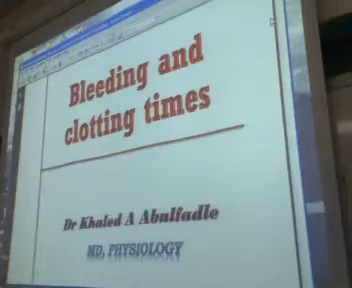 Bleeding and
clotting times
Dr Khaled A Abulfadle
MD, PHYSIOLOGY